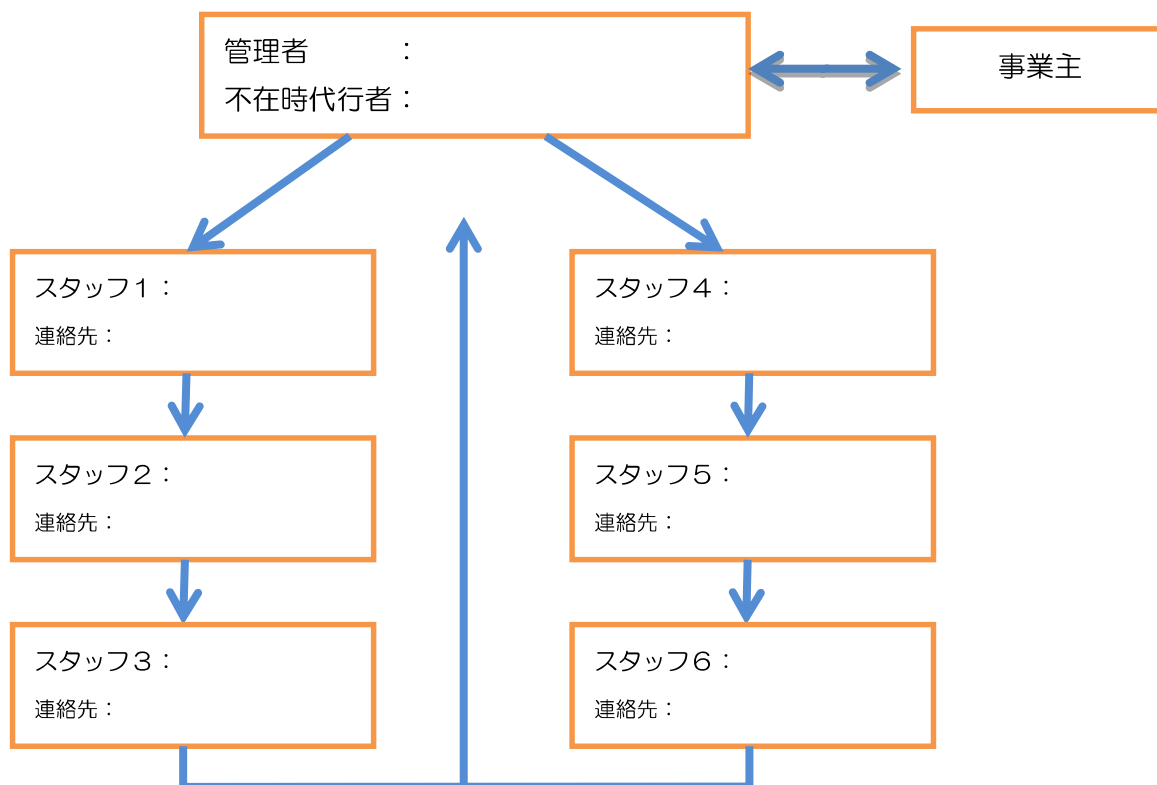 管理者　　　：
不在時代行者：
事業主
スタッフ１：
連絡先：
スタッフ４：
連絡先：
スタッフ２：
連絡先：
スタッフ５：
連絡先：
スタッフ３：
連絡先：
スタッフ６：
連絡先：